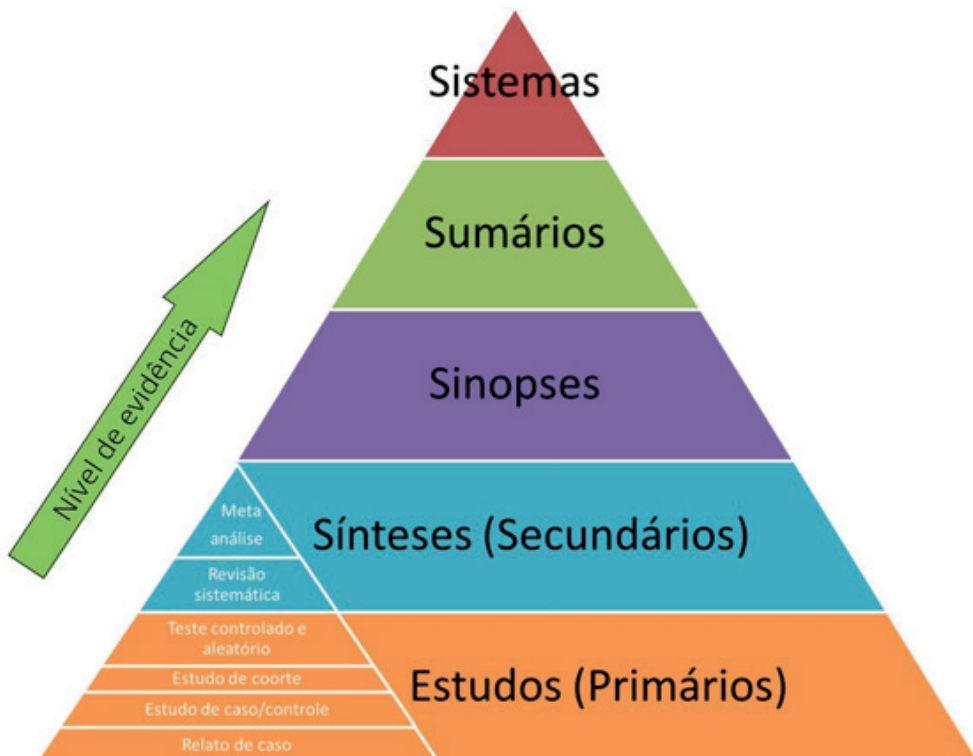 Sistemas
Sumários
Nível de evidência
Sinopses
Meta
análise
Sínteses (Secundários)
Revisão
sistemática
Teste controlado e
aleatório
Estudo de coorte
Estudos (Primários)
Estudo de caso/controle
Relato de caso